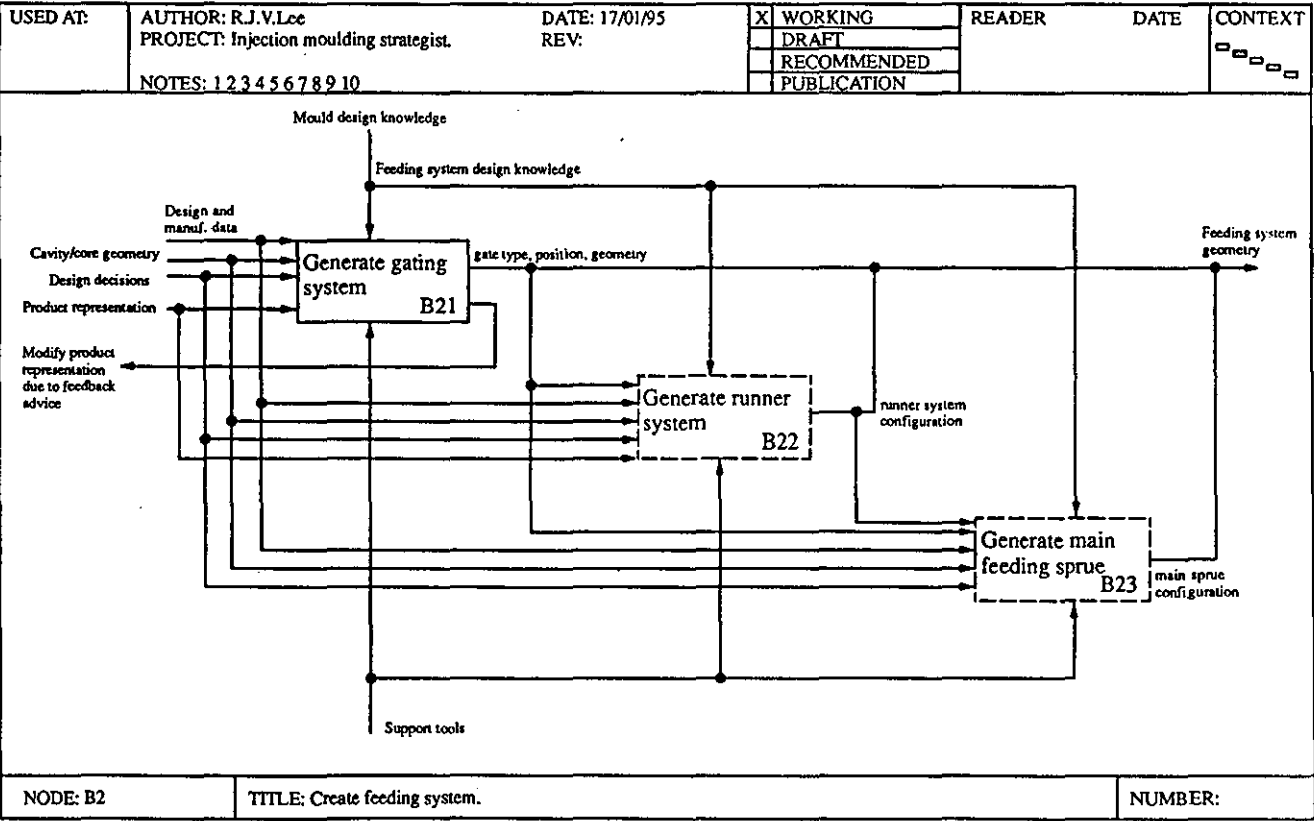 USED AT:
AUTHOR: R.J.V.Lee
DATE: 17/01/95
X WORKING
READER
DATE
CONTEXT
PROJECT: Injection moulding strategist.
REV:
DRAFT
RECOMMENDED
NOTES: 1 2 3 4 5 6 7 8 9 10
PUBLICATION
Mould design knowledge
Feeding system design knowledge
Design and
manuf. data
Cavity/core geometry
Design decisions
Product representation
Generate gating
system
B21
gate type, position, geometry
Feeding system
geometry
Modify product
representation
due to feedback
advice
Generate runner
system
B22
runner system
configuration
Generate main
feeding sprue
B23
main sprue
configuration
Support tools
NODE: B2
TITLE: Create feeding system.
NUMBER: